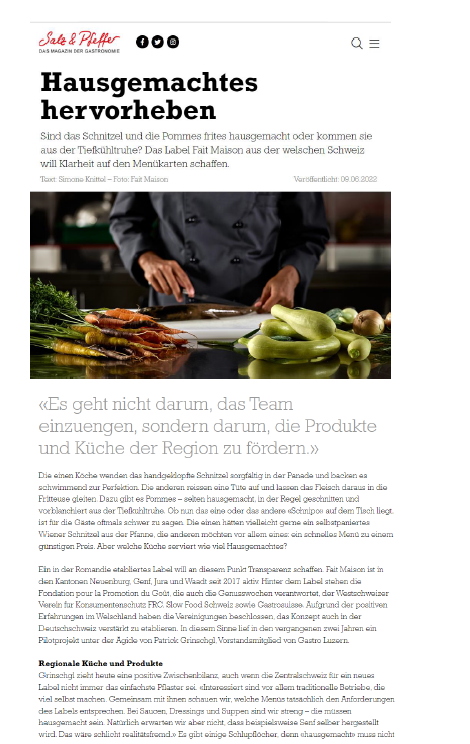 Salz & Pfeffer
DAS MAGAZIN DER GASTRONOMIE
Hausgemachtes
hervorheben
Sind das Schnitzel und die Pommes frites hausgemacht oder kommen sie
aus der Tiefkühltruhe? Das Label Fait Maison aus der welschen Schweiz
will Klarheit auf den Menükarten schaffen.
Text: Simone Knittel – Foto: Fait Maison
Veröffentlicht: 09.06.2022
«Es geht nicht darum, das Team
einzuengen, sondern darum, die Produkte
und Küche der Region zu fördern.»
Die einen Köche wenden das handgeklopfte Schnitzel sorgfältig in der Panade und backen es
schwimmend zur Perfektion. Die anderen reissen eine Tüte auf und lassen das Fleisch daraus in die
Fritteuse gleiten. Dazu gibt es Pommes – selten hausgemacht, in der Regel geschnitten und
vorblanchiert aus der Tiefkühltruhe. Ob nun das eine oder das andere «Schnipo» auf dem Tisch liegt,
ist für die Gäste oftmals schwer zu sagen. Die einen hätten vielleicht gerne ein selbstpaniertes
Wiener Schnitzel aus der Pfanne, die anderen möchten vor allem eines: ein schnelles Menü zu einem
günstigen Preis. Aber welche Küche serviert wie viel Hausgemachtes?
Ein in der Romandie etabliertes Label will an diesem Punkt Transparenz schaffen. Fait Maison ist in
den Kantonen Neuenburg, Genf, Jura und Waadt seit 2017 aktiv. Hinter dem Label stehen die
Fondation pour la Promotion du Goût, die auch die Genusswochen verantwortet, der Westschweizer
Verein für Konsumentenschutz FRC, Slow Food Schweiz sowie Gastrosuisse. Aufgrund der positiven
Erfahrungen im Welschland haben die Vereinigungen beschlossen, das Konzept auch in der
Deutschschweiz verstärkt zu etablieren. In diesem Sinne lief in den vergangenen zwei Jahren ein
Pilotprojekt unter der Ägide von Patrick Grinschgl, Vorstandsmitglied von Gastro Luzern.
Regionale Küche und Produkte
Grinschgl zieht heute eine positive Zwischenbilanz, auch wenn die Zentralschweiz für ein neues
Label nicht immer das einfachste Pflaster sei. «Interessiert sind vor allem traditionelle Betriebe, die
viel selbst machen. Gemeinsam mit ihnen schauen wir, welche Menüs tatsächlich den Anforderungen
des Labels entsprechen. Bei Saucen, Dressings und Suppen sind wir streng – die müssen
hausgemacht sein. Natürlich erwarten wir aber nicht, dass beispielsweise Senf selber hergestellt
wird. Das wäre schlicht realitätsfremd.» Es gibt einige Schlupflöcher, denn «hausgemacht» muss nicht